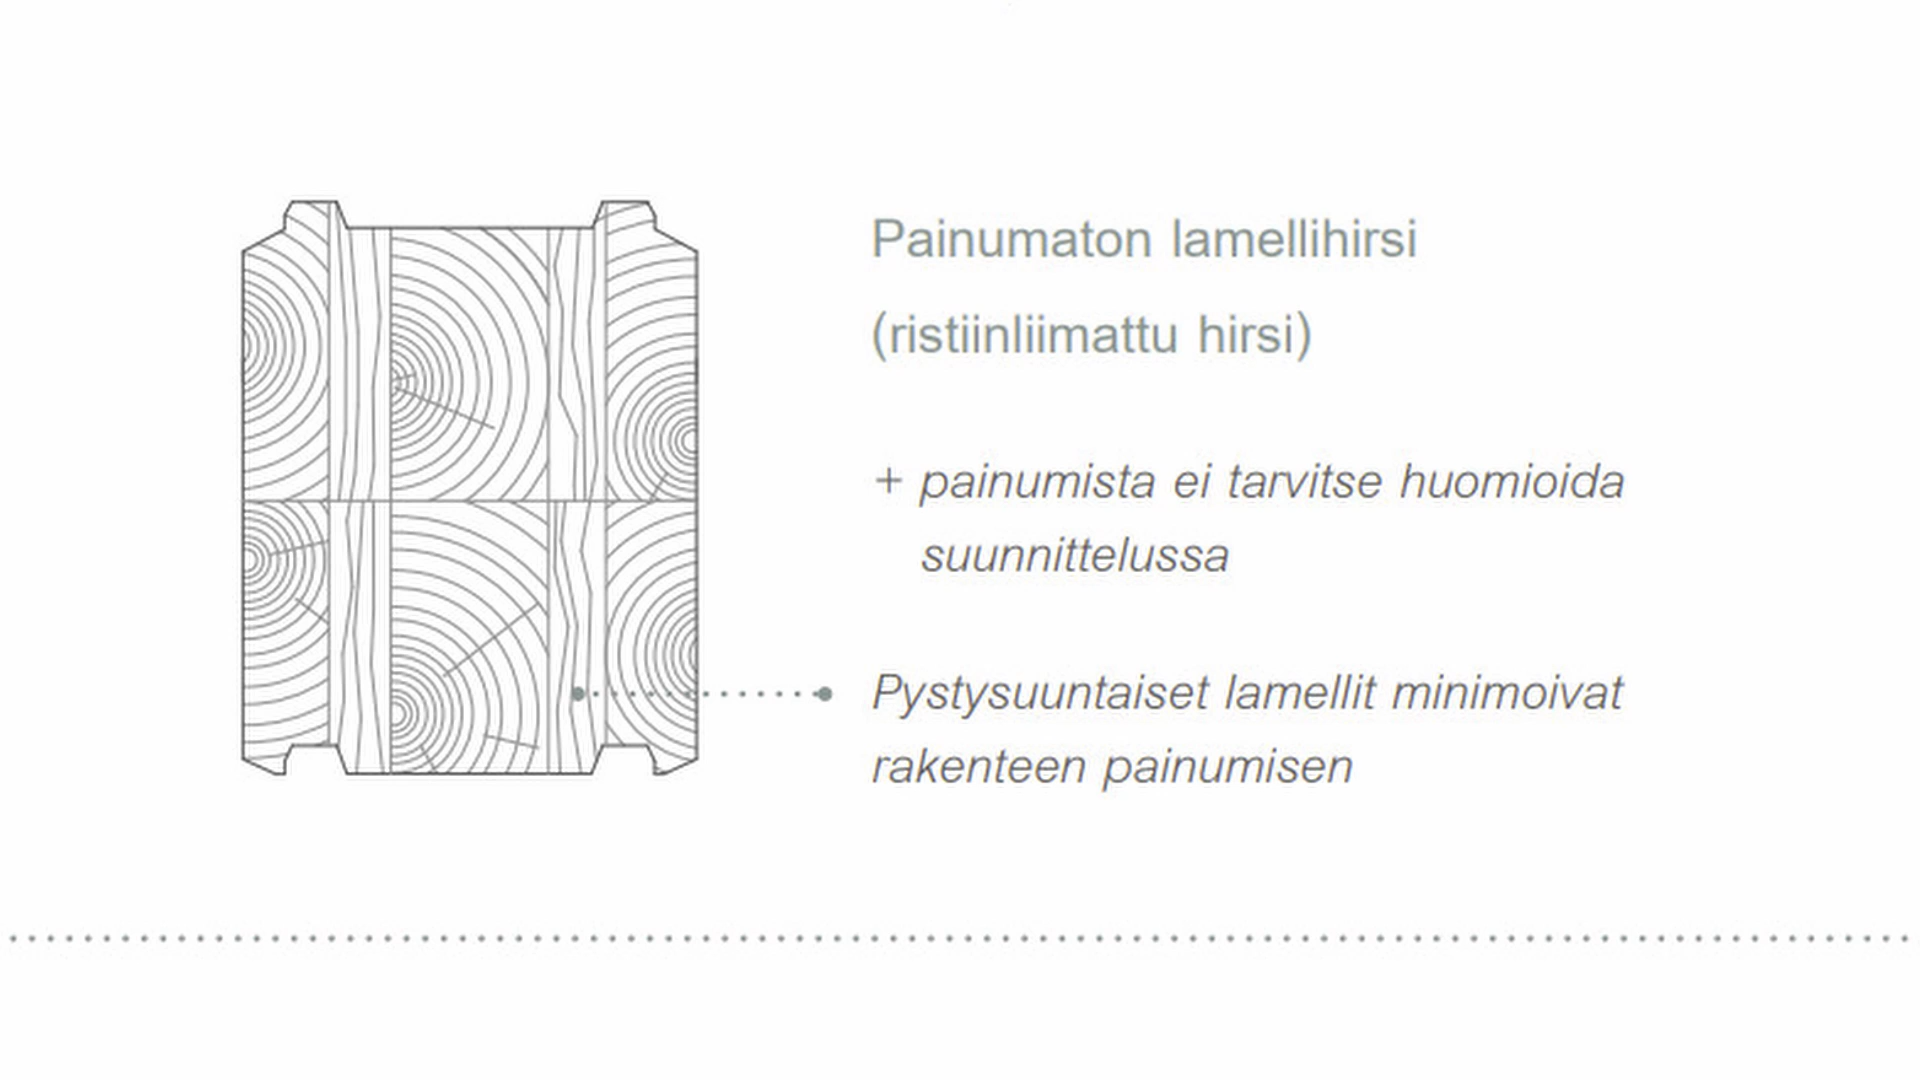 Painumaton lamellihirsi
(ristiinliimattu hirsi)
+ painumista ei tarvitse huomioida
suunnittelussa
Pystysuuntaiset lamellit minimoivat
rakenteen painumisen